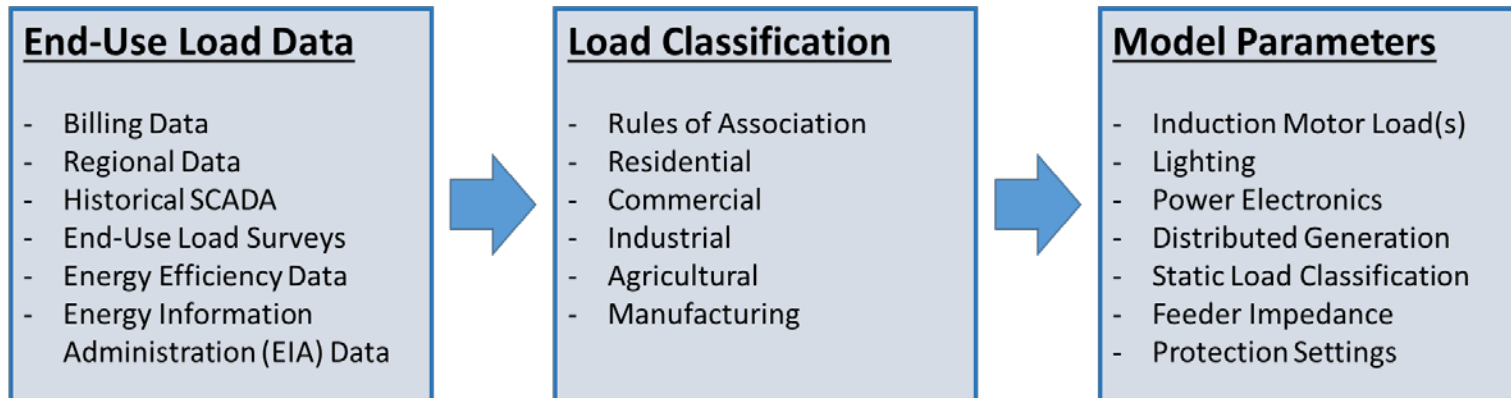 End-Use Load Data
- Billing Data
- Regional Data
- Historical SCADA
- End-Use Load Surveys
- Energy Efficiency Data
- Energy Information
Administration (EIA) Data
Load Classification
- Rules of Association
- Residential
- Commercial
- Industrial
- Agricultural
- Manufacturing
Model Parameters
- Induction Motor Load(s)
- Lighting
- Power Electronics
- Distributed Generation
- Static Load Classification
- Feeder Impedance
- Protection Settings